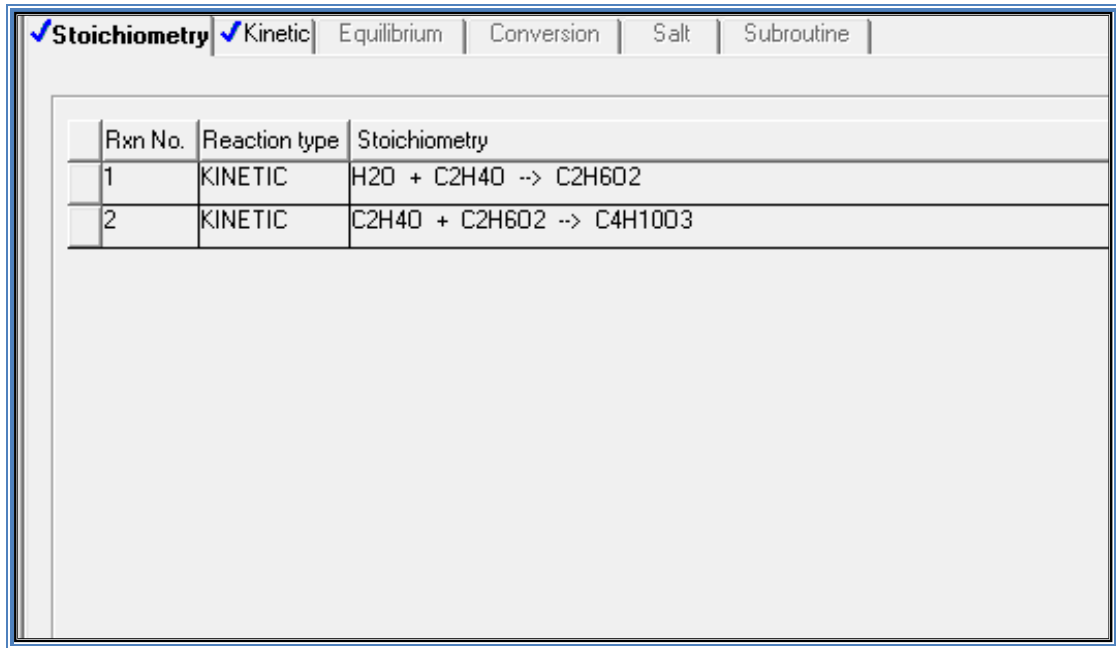 Stoichiometry Kinetic Equilibrium Conversion Salt Subroutine
Rxn No. Reaction type Stoichiometry
1 KINETIC H2O + C2H4O --> C2H6O2
2 KINETIC C2H4O + C2H6O2 --> C4H10O3